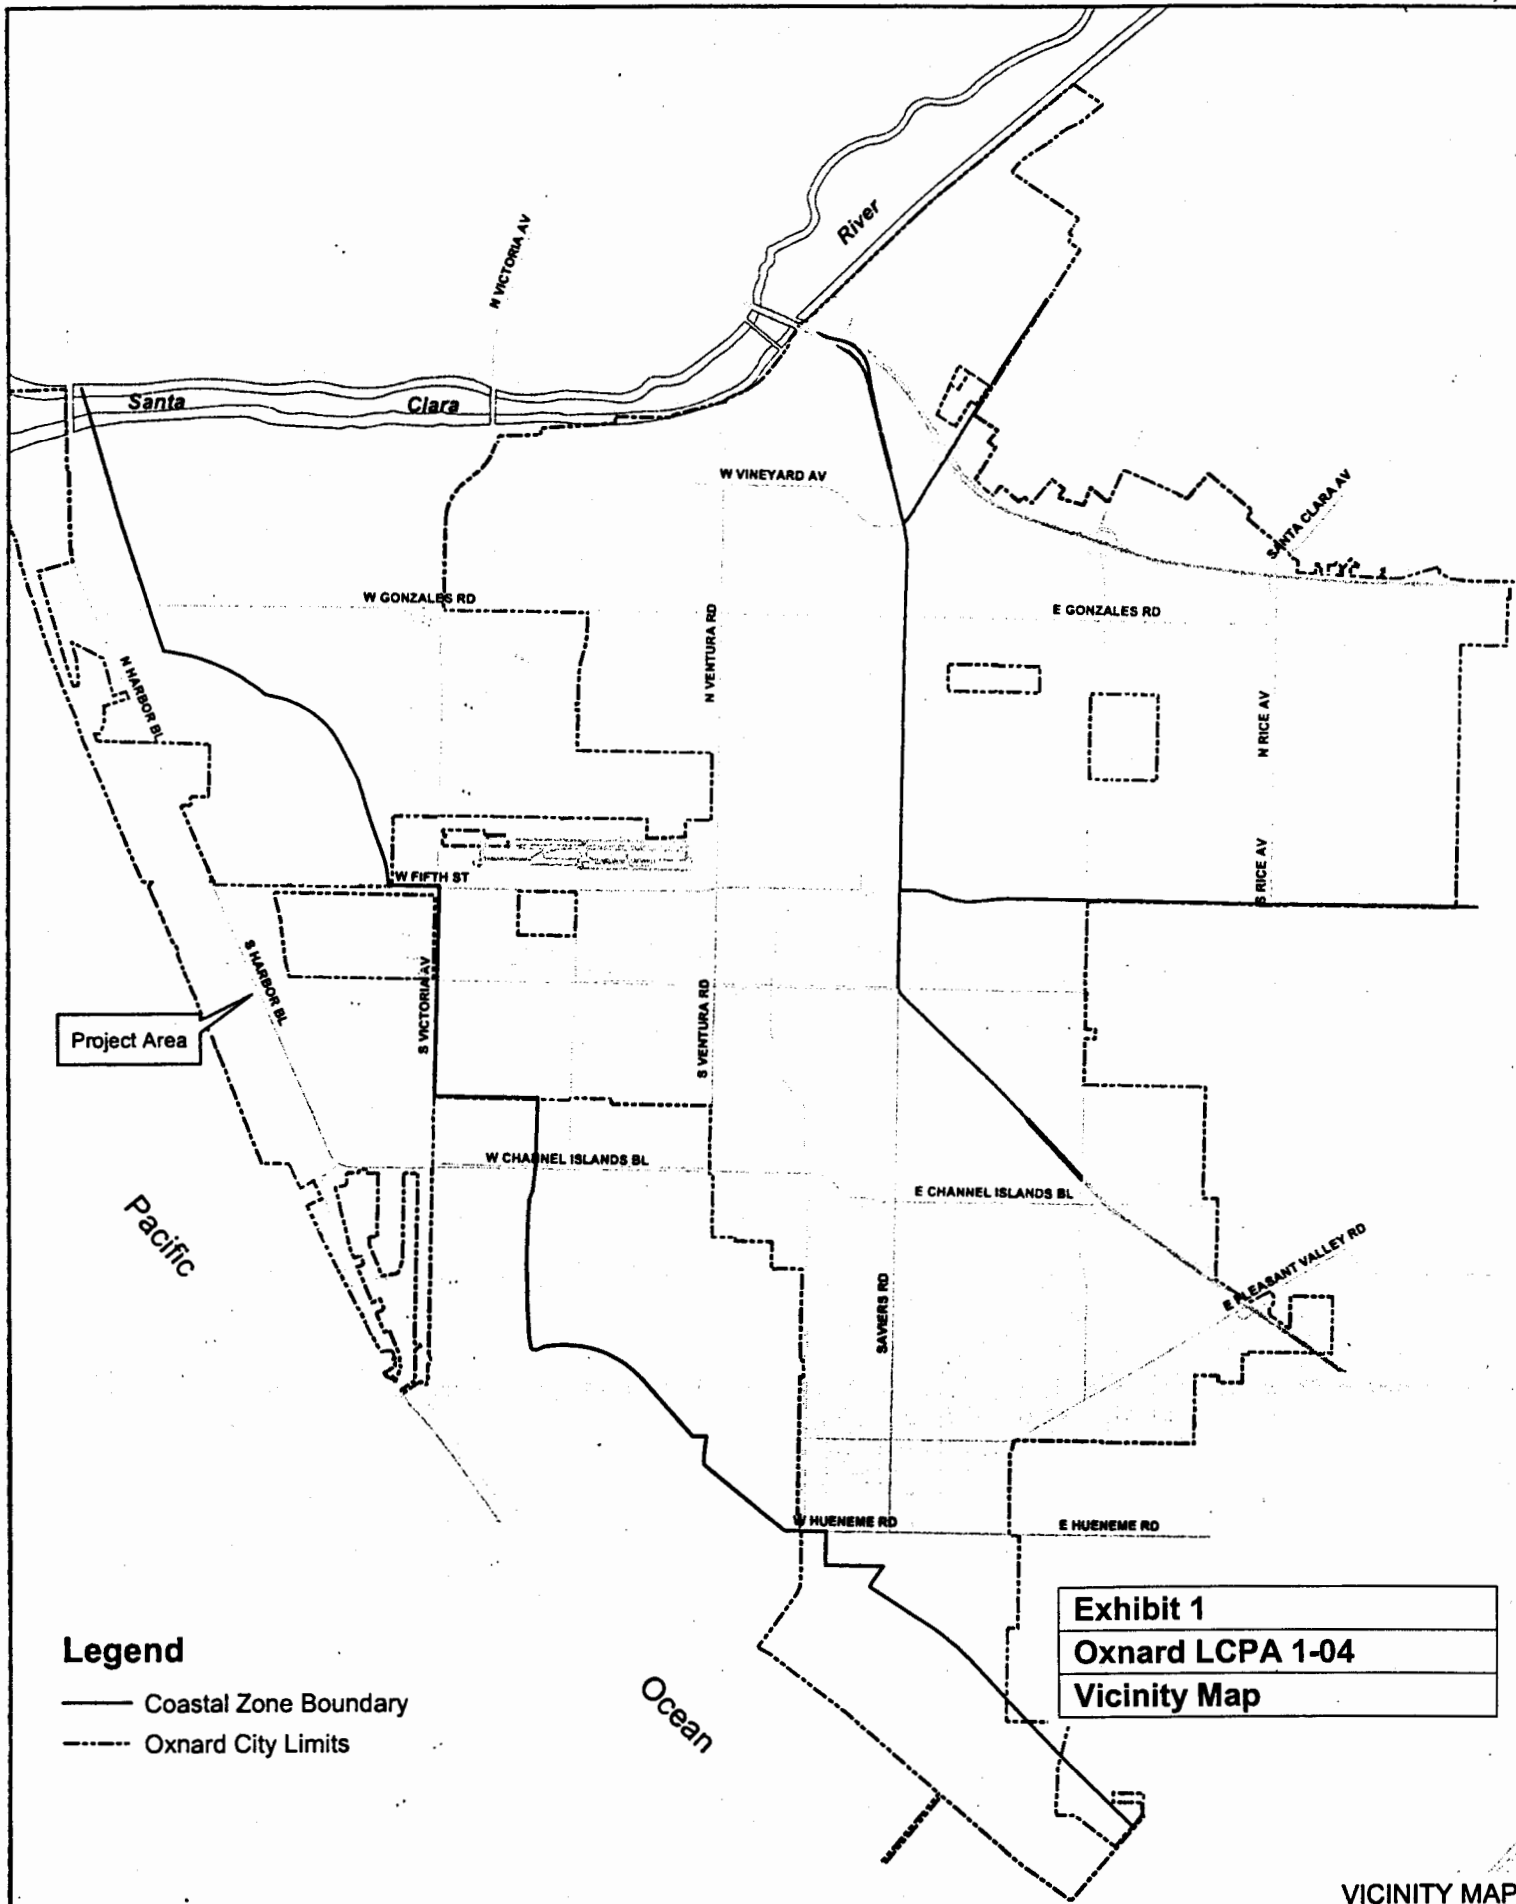 River
N VICTORIA AV
Santa
Clara
W VINEYARD AV
SANTA CLARA AV
W GONZALES RD
E GONZALES RD
N VENTURA RD
N HARBOR BL
N RICE AV
S RICE AV
W FIFTH ST
S HARBOR BL
S VICTORIA AV
S VENTURA RD
Project Area
W CHANNEL ISLANDS BL
E CHANNEL ISLANDS BL
Pacific
E PLEASANT VALLEY RD
SAVIERS RD
W HUENEME RD
E HUENEME RD
Exhibit 1
Oxnard LCPA 1-04
Vicinity Map
Legend
Coastal Zone Boundary
Oxnard City Limits
Ocean
VICINITY MAP